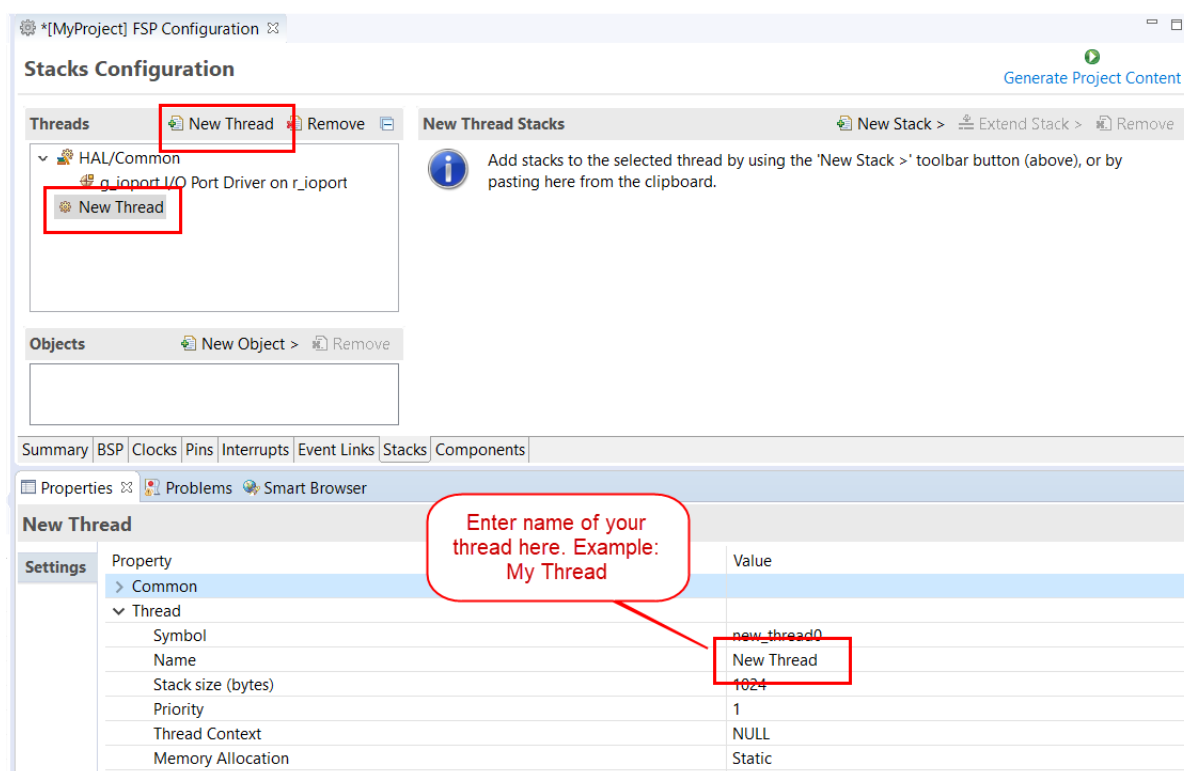 *[MyProject] FSP Configuration
Stacks Configuration
Generate Project Content
Threads New Thread Remove
HAL/Common
g_ioport I/O Port Driver on r_ioport
New Thread
New Thread Stacks New Stack > Extend Stack > Remove
Add stacks to the selected thread by using the 'New Stack >' toolbar button (above), or by
pasting here from the clipboard.
Objects New Object > Remove
Summary BSP Clocks Pins Interrupts Event Links Stacks Components
Properties Problems Smart Browser
New Thread
Enter name of your
thread here. Example:
My Thread
Settings Property Value
Common
Thread
Symbol new_thread0
Name New Thread
Stack size (bytes) 1024
Priority 1
Thread Context NULL
Memory Allocation Static